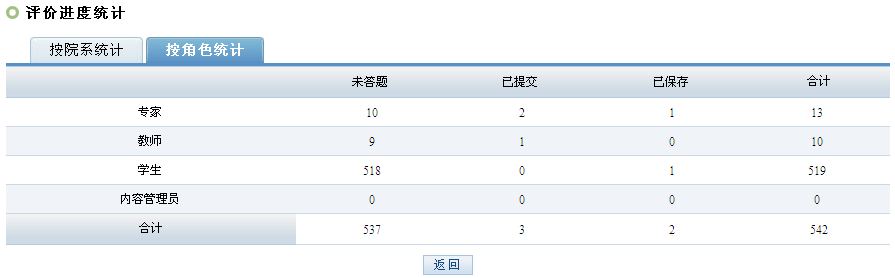 评价进度统计
按院系统计 按角色统计
未答题 已提交 已保存 合计
专家 10 2 1 13
教师 9 1 0 10
学生 518 0 1 519
内容管理员 0 0 0 0
合计 537 3 2 542
返回